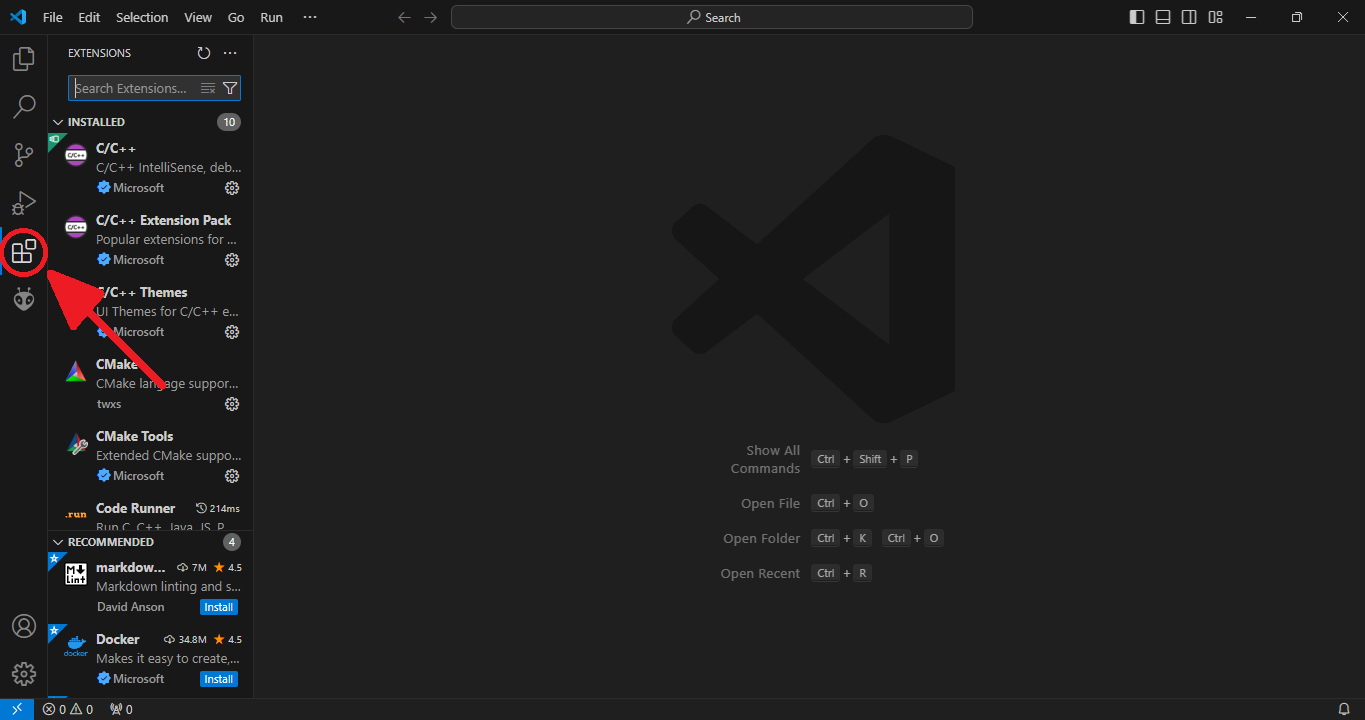 File Edit Selection View Go Run ···
Search
EXTENSIONS
Search Extensions...
INSTALLED 10
C/C++
C/C++
C/C++ IntelliSense, deb...
Microsoft
C/C++
C/C++ Extension Pack
Popular extensions for ...
Microsoft
C/C++ Themes
UI Themes for C/C++ e...
Microsoft
CMake
CMake langage suppor...
twxs
CMake Tools
Extended CMake suppo...
Microsoft
.run
Code Runner 214ms
Run C, C++, Java, JS, P
RECOMMENDED 4
M Lint
markdow... 7M 4.5
Markdown linting and s...
David Anson Install
docker
Docker 34.8M 4.5
Makes it easy to create,...
Microsoft Install
Show All
Commands Ctrl + Shift + P
Open File Ctrl + O
Open Folder Ctrl + K Ctrl + O
Open Recent Ctrl + R
0 0 0